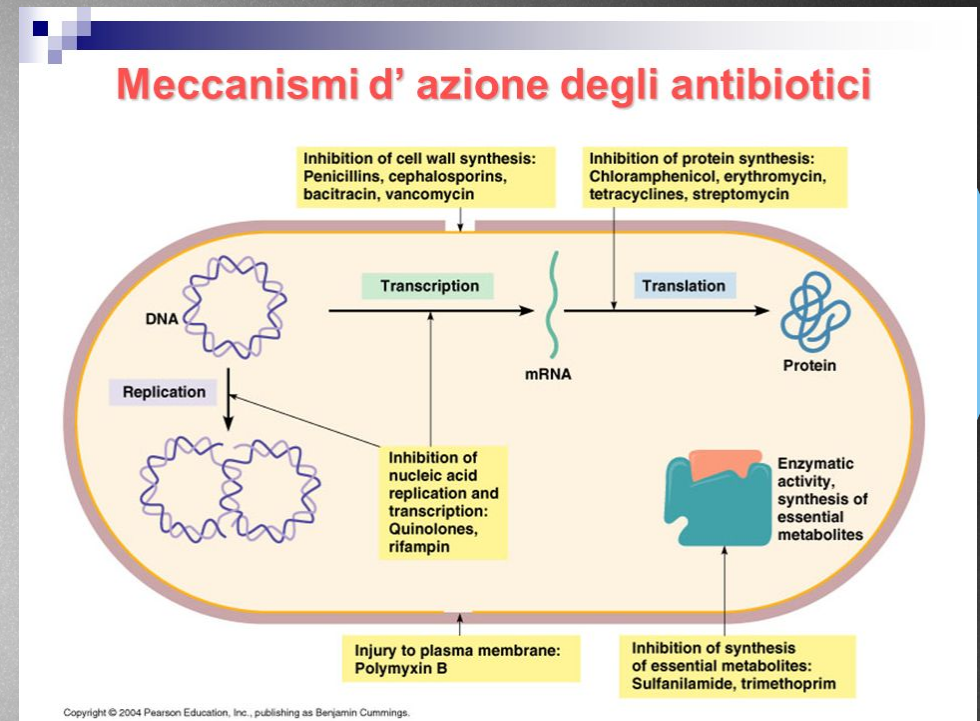 Meccanismi d’ azione degli antibiotici
Inhibition of cell wall synthesis:
Penicillins, cephalosporins,
bacitracin, vancomycin
Inhibition of protein synthesis:
Chloramphenicol, erythromycin,
tetracyclines, streptomycin
Transcription
Translation
DNA
mRNA
Protein
Replication
Inhibition of
nucleic acid
replication and
transcription:
Quinolones,
rifampin
Enzymatic
activity,
synthesis of
essential
metabolites
Injury to plasma membrane:
Polymyxin B
Inhibition of synthesis
of essential metabolites:
Sulfanilamide, trimethoprim
Copyright © 2004 Pearson Education, Inc., publishing as Benjamin Cummings.